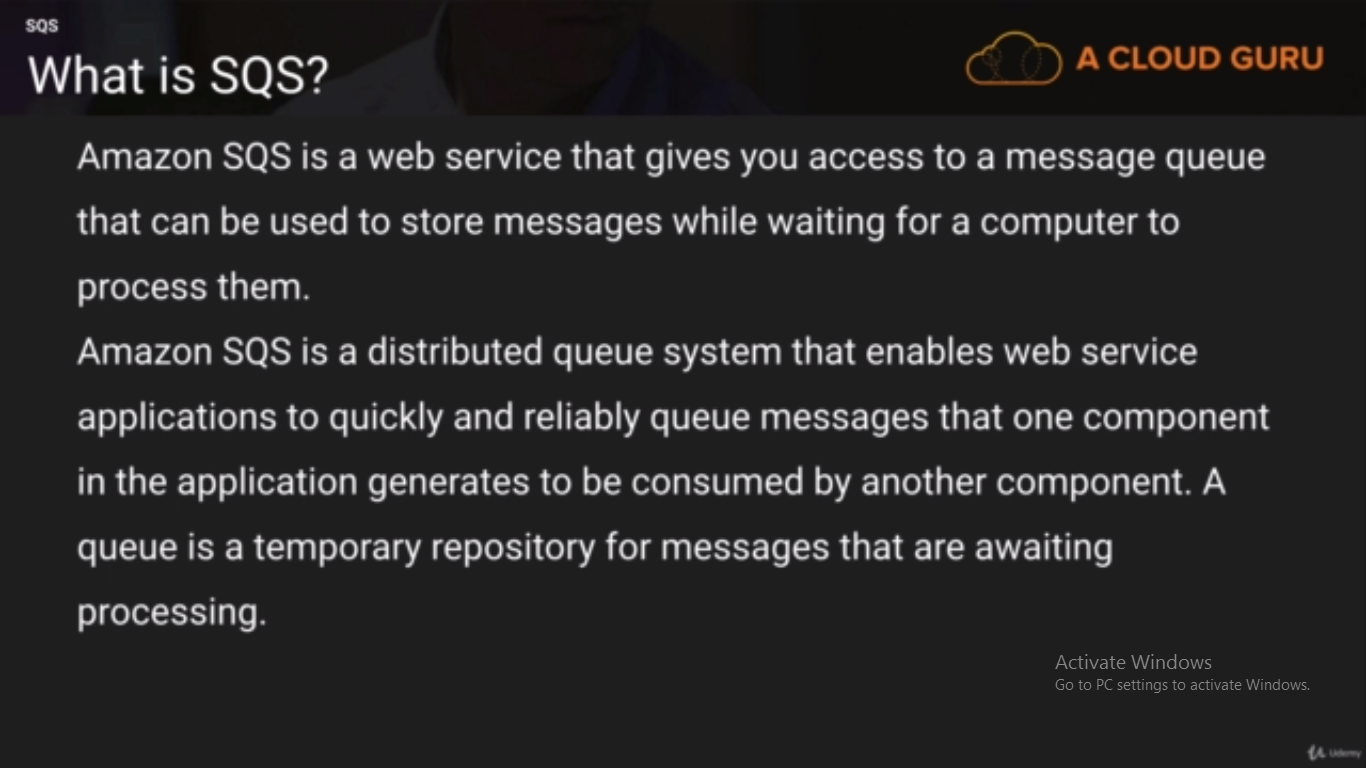 SQS
What is SQS?
A CLOUD GURU
Amazon SQS is a web service that gives you access to a message queue
that can be used to store messages while waiting for a computer to
process them.
Amazon SQS is a distributed queue system that enables web service
applications to quickly and reliably queue messages that one component
in the application generates to be consumed by another component. A
queue is a temporary repository for messages that are awaiting
processing.
Activate Windows
Go to PC settings to activate Windows.
Udemy